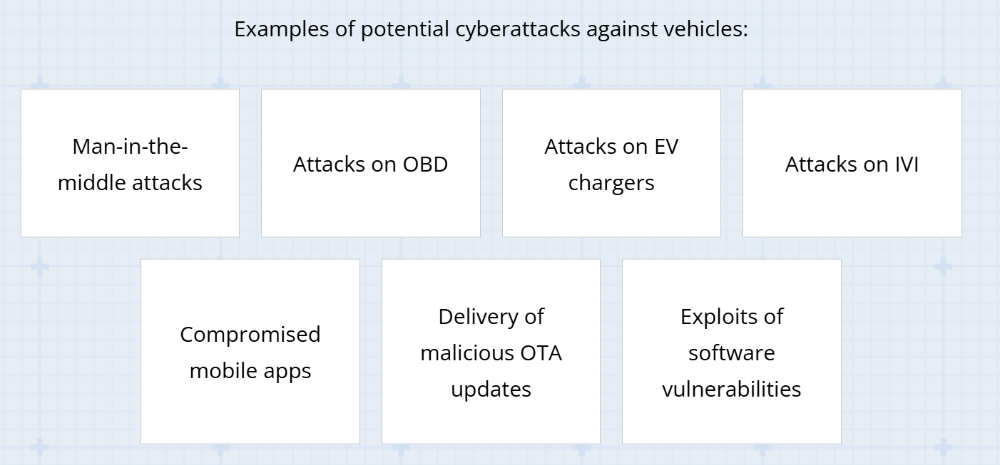 Examples of potential cyberattacks against vehicles:
Man-in-the-
middle attacks
Attacks on OBD
Attacks on EV
chargers
Attacks on IVI
Compromised
mobile apps
Delivery of
malicious OTA
updates
Exploits of
software
vulnerabilities